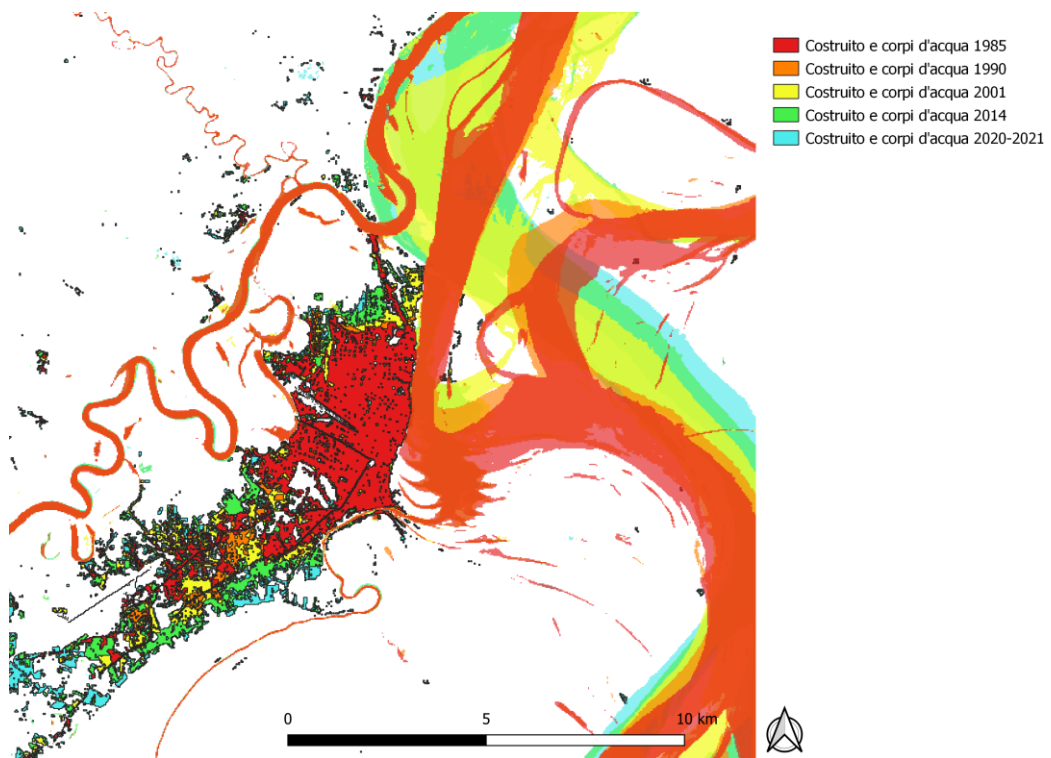 Costruito e corpi d'acqua 1985
Costruito e corpi d'acqua 1990
Costruito e corpi d'acqua 2001
Costruito e corpi d'acqua 2014
Costruito e corpi d'acqua 2020-2021
0 5 10 km